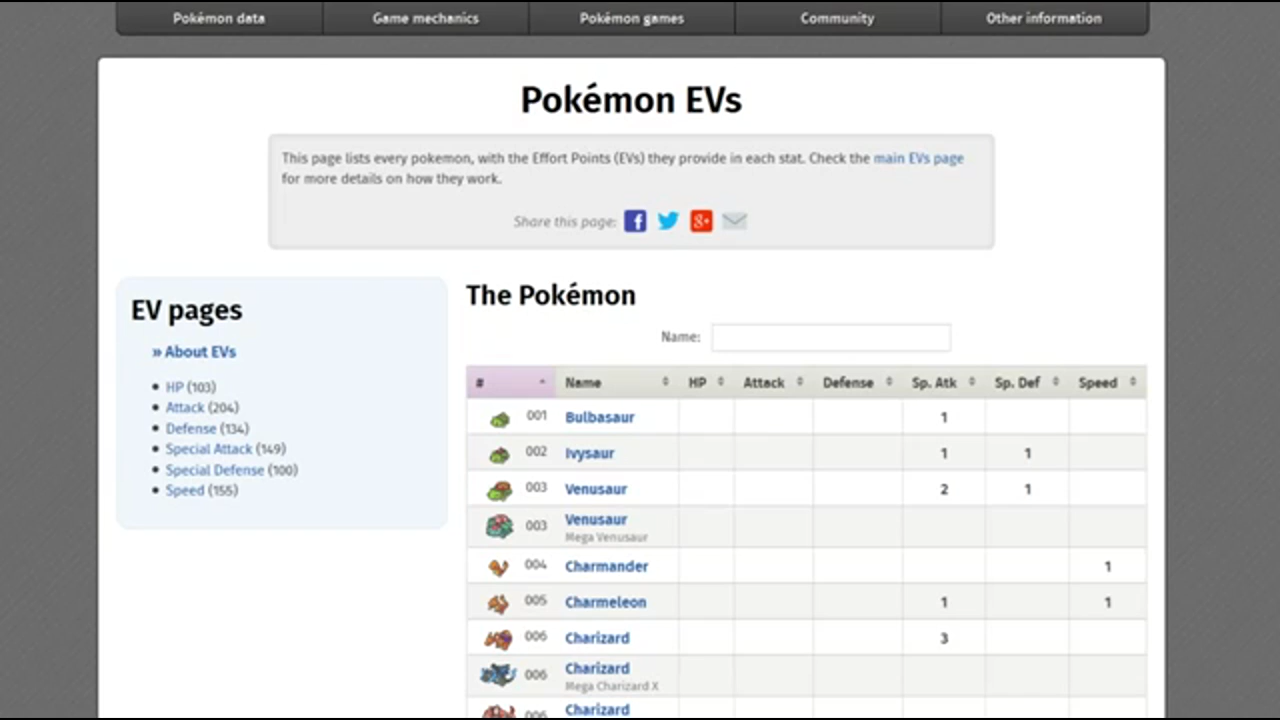 Pokémon data Game mechanics Pokémon games Community Other information
Pokémon EVs
This page lists every pokemon, with the Effort Points (EVs) they provide in each stat. Check the main EVs page
for more details on how they work.
Share this page:
EV pages
» About EVs
• HP (103)
• Attack (204)
• Defense (134)
• Special Attack (149)
• Special Defense (100)
• Speed (155)
The Pokémon
Name:
# Name HP Attack Defense Sp. Atk Sp. Def Speed
001 Bulbasaur 1
002 Ivysaur 1 1
003 Venusaur 2 1
003 Venusaur
Mega Venusaur
004 Charmander 1
005 Charmeleon 1 1
006 Charizard 3
006 Charizard
Mega Charizard X
006 Charizard